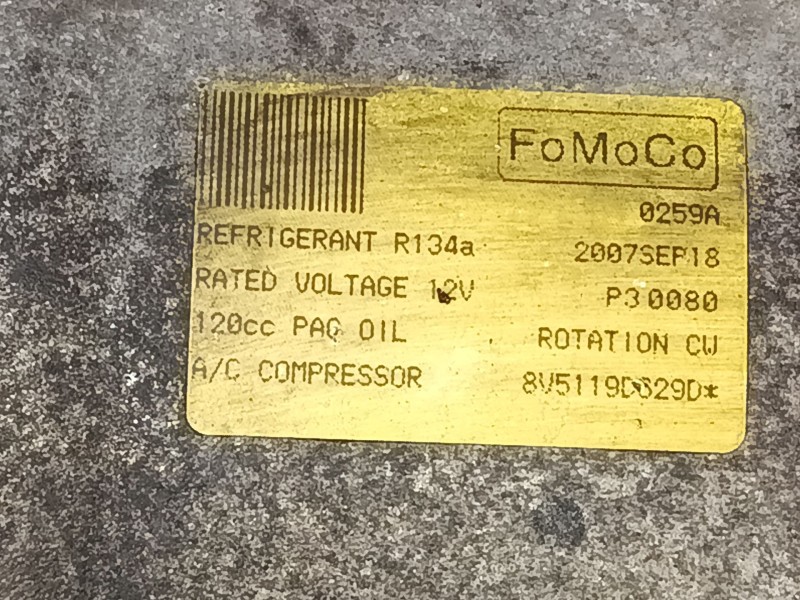 FoMoCo
0259A
REFRIGERANT R134a 2007SEP18
RATED VOLTAGE 12V P30080
120cc PAG OIL ROTATION CW
A/C COMPRESSOR 8V5119D629D*